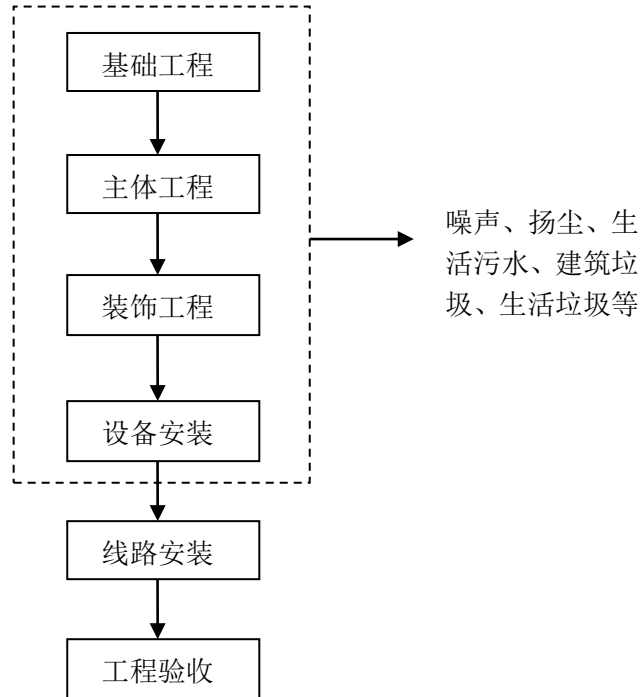 基础工程
主体工程
噪声、扬尘、生
活污水、建筑垃
圾、生活垃圾等
装饰工程
设备安装
线路安装
工程验收